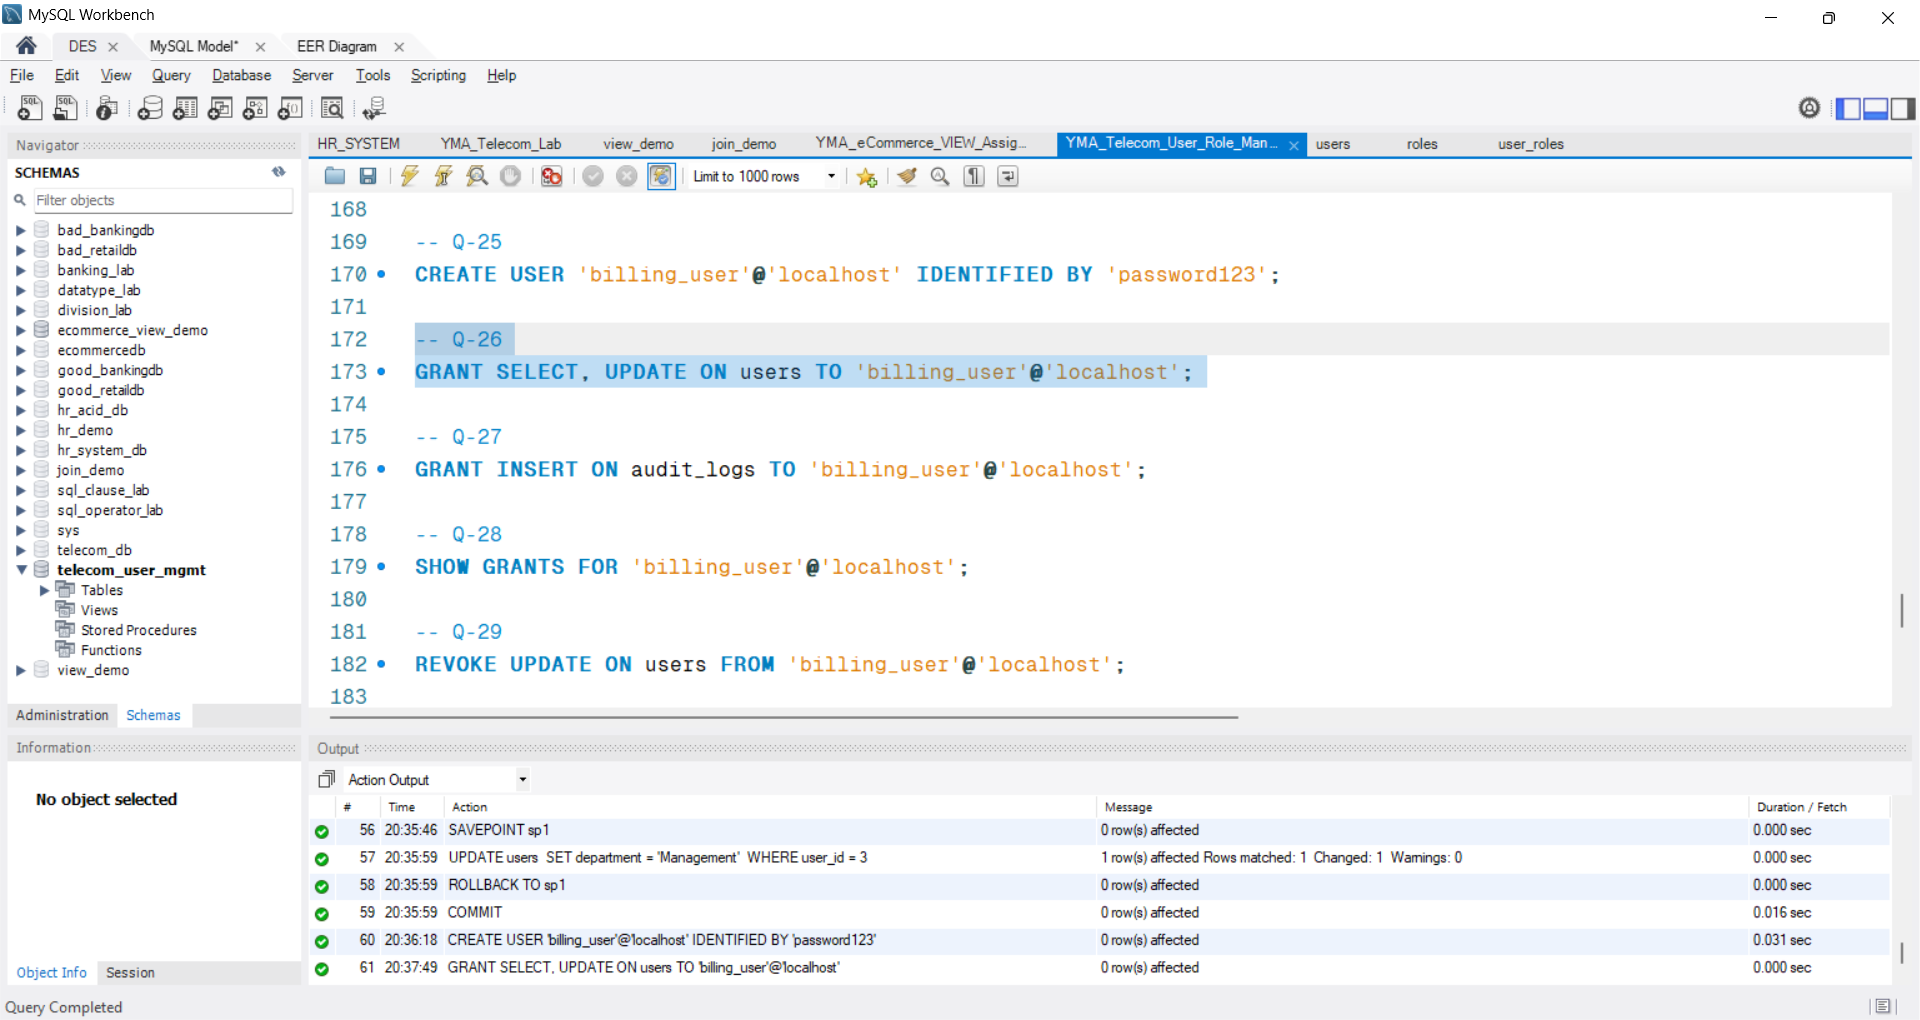 MySQL Workbench
DES
MySQL Model*
EER Diagram
File Edit View Query Database Server Tools Scripting Help
Navigator
SCHEMAS
Filter objects
bad_bankingdb
bad_retaildb
banking_lab
datatype_lab
division_lab
ecommerce_view_demo
ecommercedb
good_bankingdb
good_retaildb
hr_acid_db
hr_demo
hr_system_db
join_demo
sql_clause_lab
sql_operator_lab
sys
telecom_db
telecom_user_mgmt
Tables
Views
Stored Procedures
Functions
view_demo
Administration Schemas
Information
No object selected
Object Info Session
Query Completed
HR_SYSTEM YMA_Telecom_Lab view_demo join_demo YMA_eCommerce_VIEW_Assig... YMA_Telecom_User_Role_Man... users roles user_roles
Limit to 1000 rows
168
169 -- Q-25
170 CREATE USER 'billing_user'@'localhost' IDENTIFIED BY 'password123';
171
172 -- Q-26
173 GRANT SELECT, UPDATE ON users TO 'billing_user'@'localhost';
174
175 -- Q-27
176 GRANT INSERT ON audit_logs TO 'billing_user'@'localhost';
177
178 -- Q-28
179 SHOW GRANTS FOR 'billing_user'@'localhost';
180
181 -- Q-29
182 REVOKE UPDATE ON users FROM 'billing_user'@'localhost';
183
Output
Action Output
# Time Action Message Duration / Fetch
56 20:35:46 SAVEPOINT sp1 0 row(s) affected 0.000 sec
57 20:35:59 UPDATE users SET department = 'Management' WHERE user_id = 3 1 row(s) affected Rows matched: 1 Changed: 1 Warnings: 0 0.000 sec
58 20:35:59 ROLLBACK TO sp1 0 row(s) affected 0.000 sec
59 20:35:59 COMMIT 0 row(s) affected 0.016 sec
60 20:36:18 CREATE USER 'billing_user'@'localhost' IDENTIFIED BY 'password123' 0 row(s) affected 0.031 sec
61 20:37:49 GRANT SELECT, UPDATE ON users TO 'billing_user'@'localhost' 0 row(s) affected 0.000 sec